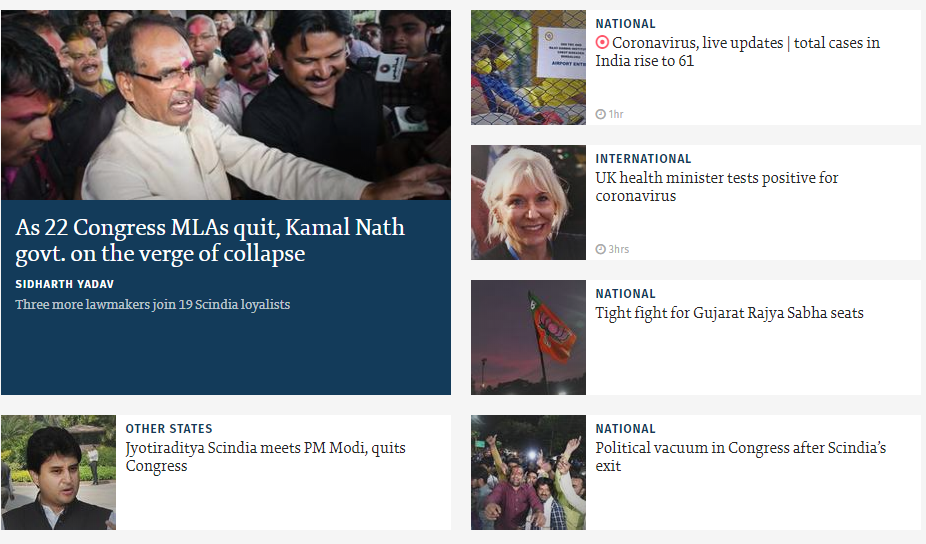 As 22 Congress MLAs quit, Kamal Nath
govt. on the verge of collapse
SIDHARTH YADAV
Three more lawmakers join 19 Scindia loyalists
OTHER STATES
Jyotiraditya Scindia meets PM Modi, quits
Congress
NATIONAL
Coronavirus, live updates | total cases in
India rise to 61
1hr
INTERNATIONAL
UK health minister tests positive for
coronavirus
3hrs
NATIONAL
Tight fight for Gujarat Rajya Sabha seats
NATIONAL
Political vacuum in Congress after Scindia’s
exit